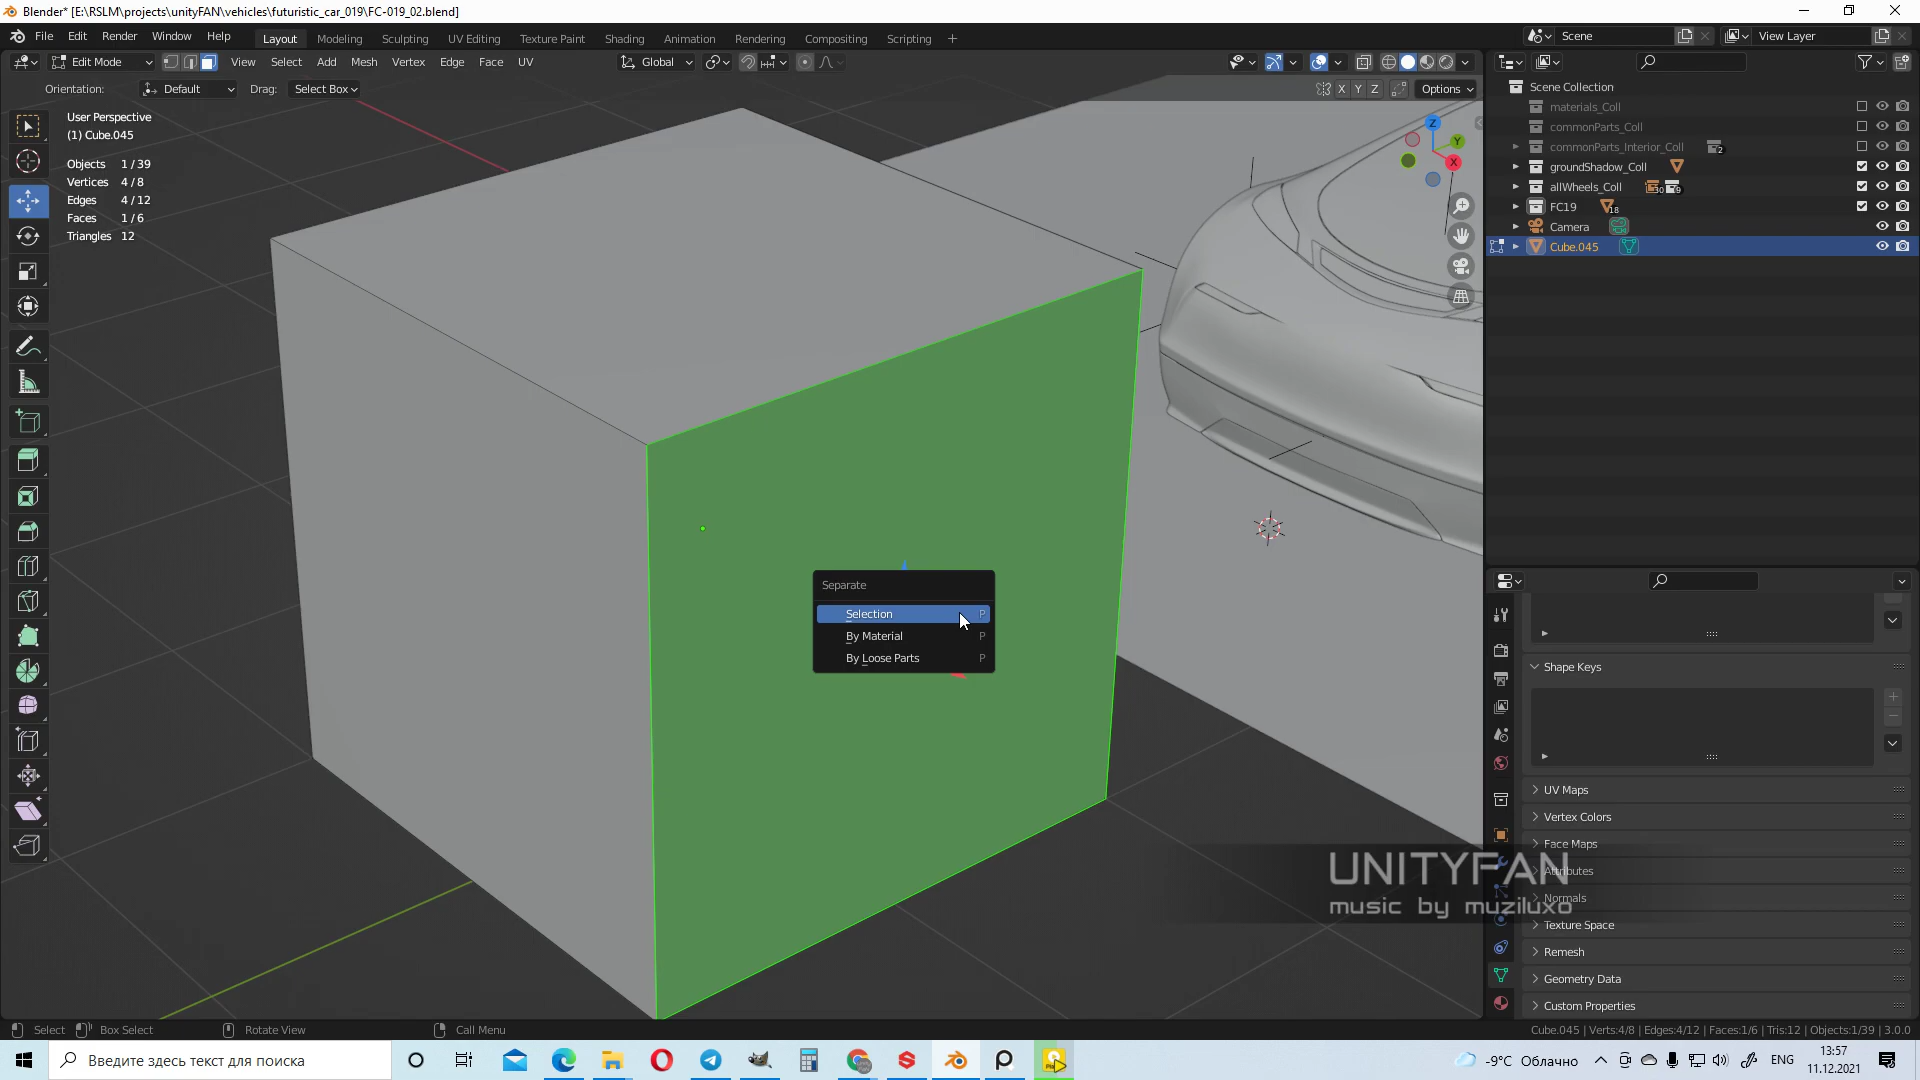 Blender* [E:\RSLM\projects\unityFAN\vehicles\futuristic_car_019\FC-019_02.blend]
File Edit Render Window Help
Layout Modeling Sculpting UV Editing Texture Paint Shading Animation Rendering Compositing Scripting +
Scene
View Layer
Edit Mode
View Select Add Mesh Vertex Edge Face UV
Global
Orientation: Default Drag: Select Box
X Y Z Options
User Perspective
(1) Cube.045
Objects 1/39
Vertices 4/8
Edges 4/12
Faces 1/6
Triangles 12
Z
Y
X
Scene Collection
materials_Coll
commonParts_Coll
commonParts_Interior_Coll 2
groundShadow_Coll
allWheels_Coll 30 9
FC19 18
Camera
Cube.045
Separate
Selection P
By Material P
By Loose Parts P
Shape Keys
UV Maps
Vertex Colors
Face Maps
Attributes
Normals
Texture Space
Remesh
Geometry Data
Custom Properties
UNITYFAN
music by muziluxo
Select Box Select Rotate View Call Menu
Cube.045 | Verts:4/8 | Edges:4/12 | Faces:1/6 | Tris:12 | Objects:1/39 | 3.0.0
Введите здесь текст для поиска
-9°C Облачно
ENG
13:57
11.12.2021